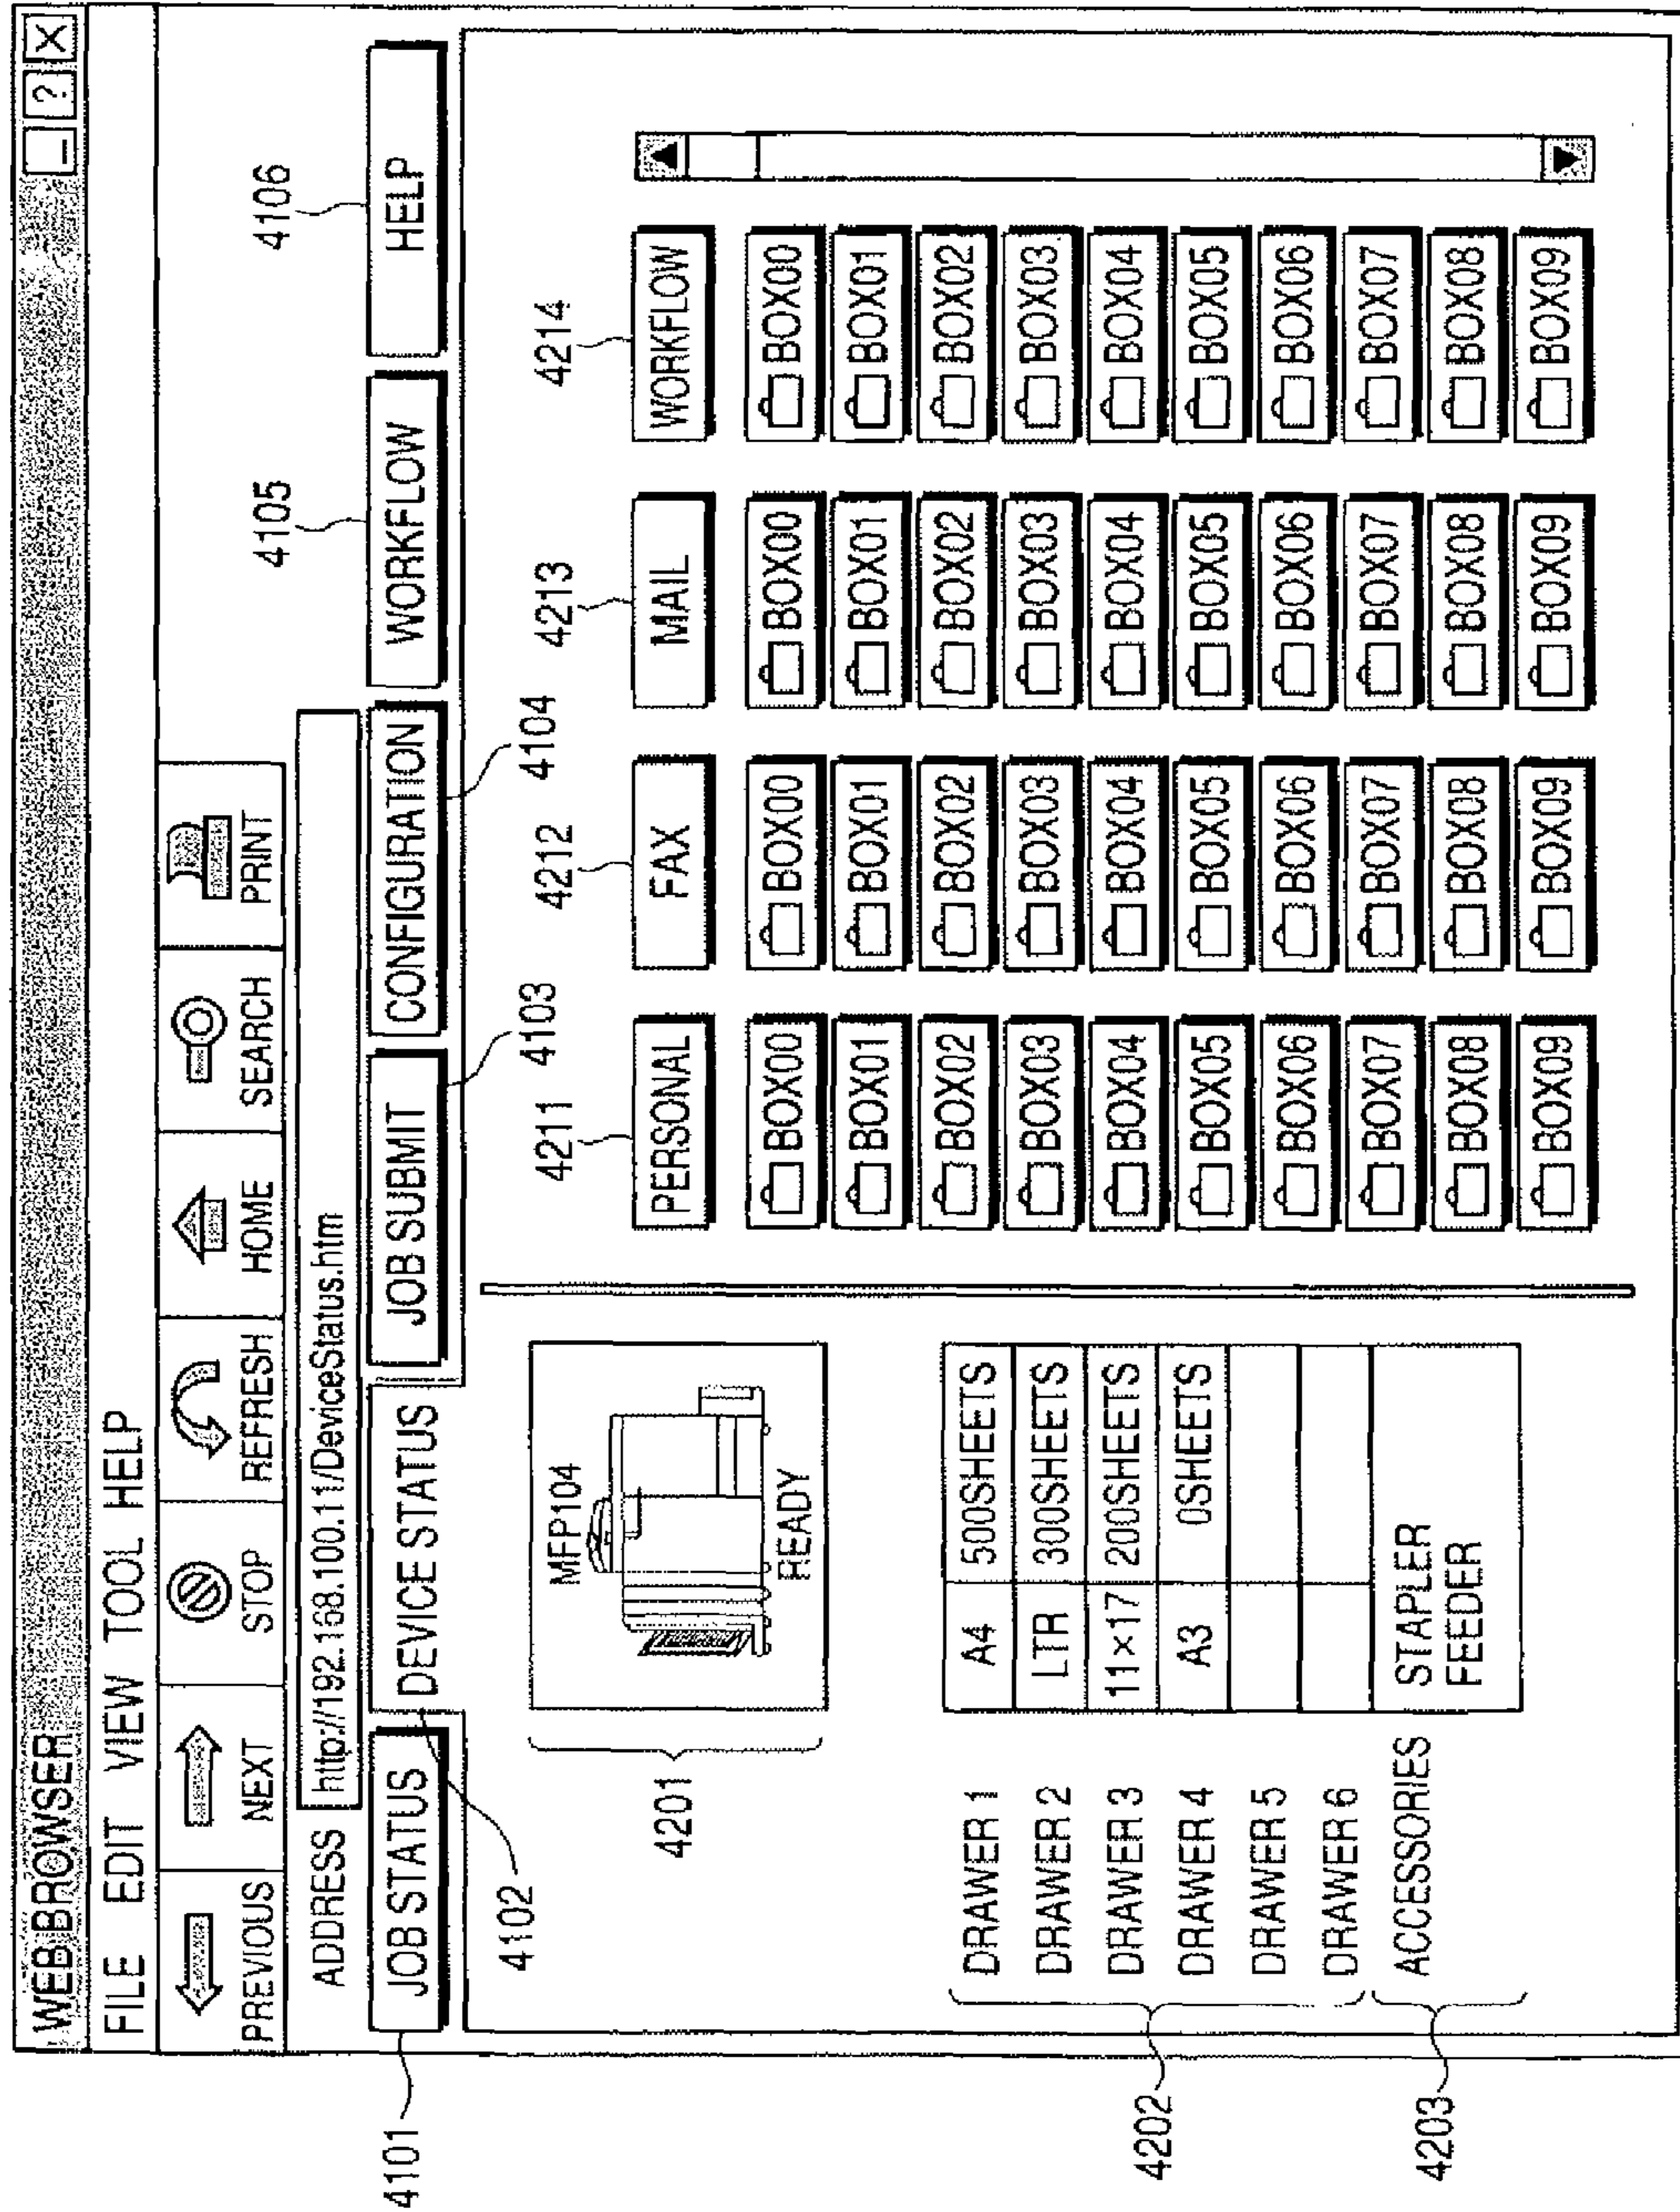 WEB BROWSER _ ? X
FILE EDIT VIEW TOOL HELP
PREVIOUS NEXT STOP REFRESH HOME SEARCH PRINT
ADDRESS http://192.168.100.11/DeviceStatus.htm
4105 4106
JOB STATUS DEVICE STATUS JOB SUBMIT CONFIGURATION WORKFLOW HELP
4101
4102
4103
4104
4201
MFP104
READY
4211 4212 4213 4214
PERSONAL FAX MAIL WORKFLOW
BOX00 BOX00 BOX00 BOX00
BOX01 BOX01 BOX01 BOX01
BOX02 BOX02 BOX02 BOX02
BOX03 BOX03 BOX03 BOX03
BOX04 BOX04 BOX04 BOX04
BOX05 BOX05 BOX05 BOX05
BOX06 BOX06 BOX06 BOX06
BOX07 BOX07 BOX07 BOX07
BOX08 BOX08 BOX08 BOX08
BOX09 BOX09 BOX09 BOX09
4202
DRAWER 1 A4 500SHEETS
DRAWER 2 LTR 300SHEETS
DRAWER 3 11×17 200SHEETS
DRAWER 4 A3 0SHEETS
DRAWER 5
DRAWER 6
4203
ACCESSORIES STAPLER
FEEDER